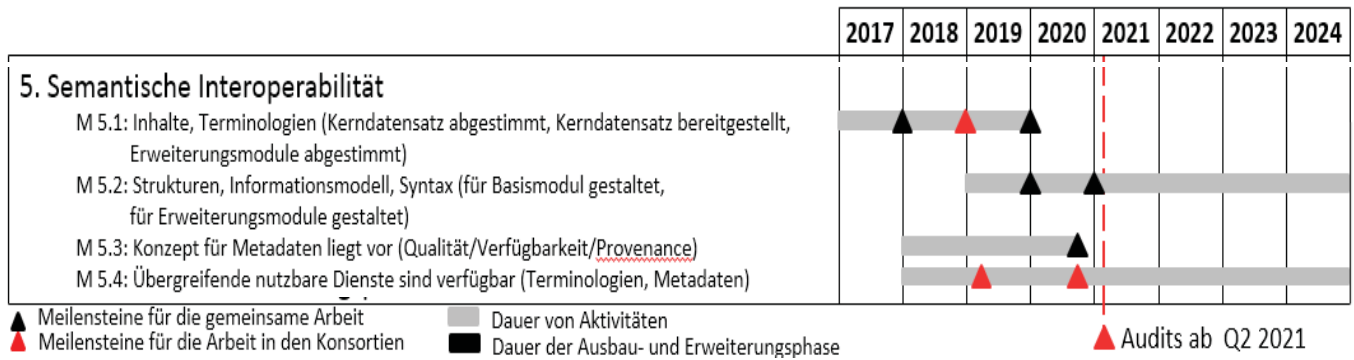 2017 2018 2019 2020 2021 2022 2023 2024
5. Semantische Interoperabilität
M 5.1: Inhalte, Terminologien (Kerndatensatz abgestimmt, Kerndatensatz bereitgestellt,
Erweiterungsmodule abgestimmt)
M 5.2: Strukturen, Informationsmodell, Syntax (für Basismodul gestaltet,
für Erweiterungsmodule gestaltet)
M 5.3: Konzept für Metadaten liegt vor (Qualität/Verfügbarkeit/Provenance)
M 5.4: Übergreifende nutzbare Dienste sind verfügbar (Terminologien, Metadaten)
Meilensteine für die gemeinsame Arbeit
Meilensteine für die Arbeit in den Konsortien
Dauer von Aktivitäten
Dauer der Ausbau- und Erweiterungsphase
Audits ab Q2 2021